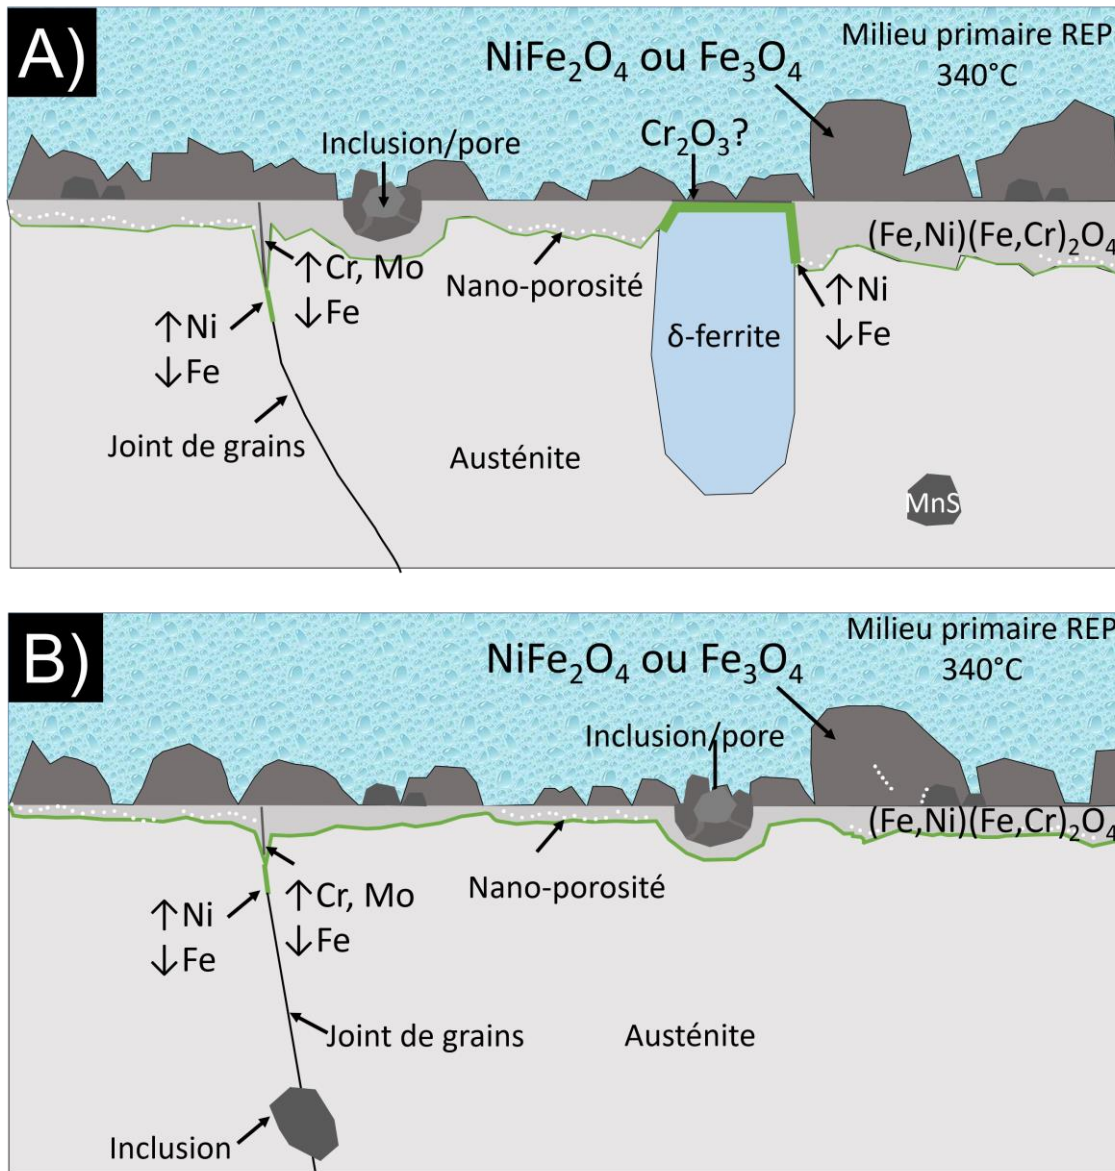 A)
Milieu primaire REP
340°C
NiFe₂O₄ ou Fe₃O₄
Inclusion/pore
Cr₂O₃?
(Fe,Ni)(Fe,Cr)₂O₄
↑Cr, Mo
↓Fe
Nano-porosité
↑Ni
↓Fe
↑Ni
↓Fe
δ-ferrite
Joint de grains
Austénite
MnS
B)
Milieu primaire REP
340°C
NiFe₂O₄ ou Fe₃O₄
Inclusion/pore
(Fe,Ni)(Fe,Cr)₂O₄
↑Cr, Mo
↓Fe
Nano-porosité
↑Ni
↓Fe
Joint de grains
Austénite
Inclusion